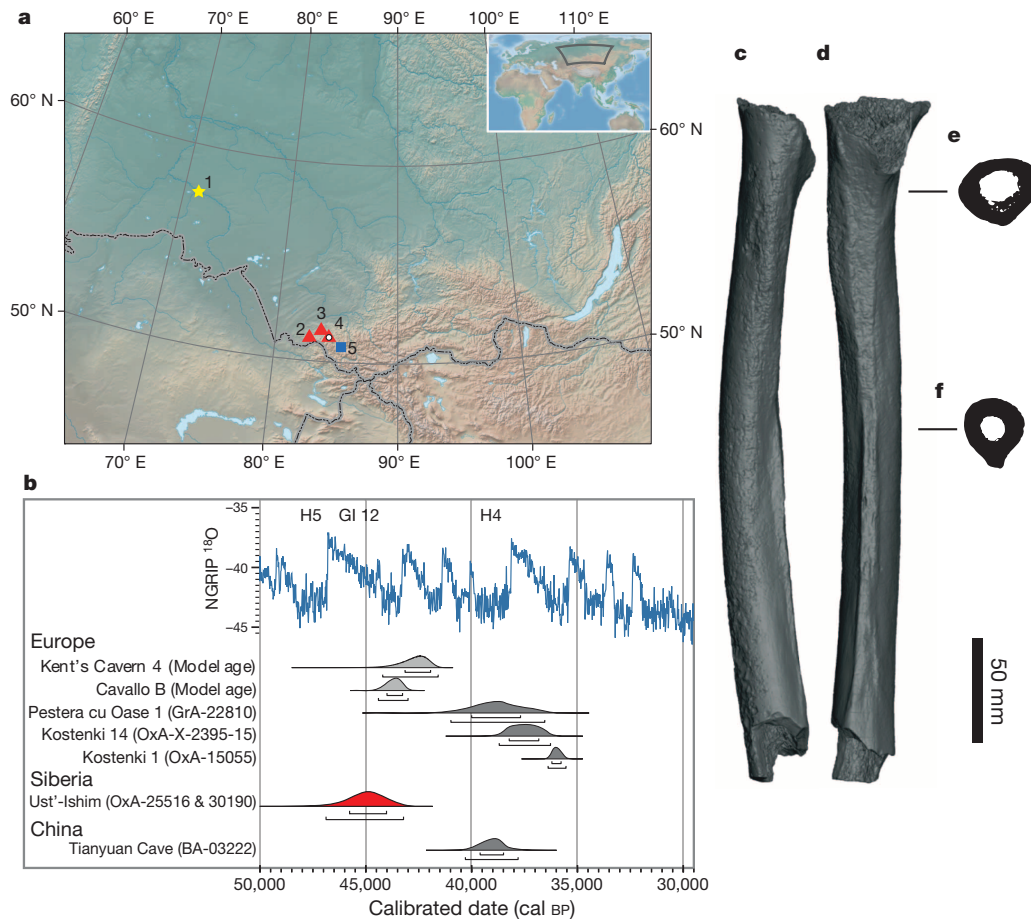 a
60° E 70° E 80° E 90° E 100° E 110° E
60° N
60° N
1
50° N
50° N
2 3 4 5
70° E 80° E 90° E 100° E
b
−35
−40
−45
NGRIP ¹⁸O
H5 GI 12 H4
Europe
Kent's Cavern 4 (Model age)
Cavallo B (Model age)
Pestera cu Oase 1 (GrA-22810)
Kostenki 14 (OxA-X-2395-15)
Kostenki 1 (OxA-15055)
Siberia
Ust'-Ishim (OxA-25516 & 30190)
China
Tianyuan Cave (BA-03222)
50,000 45,000 40,000 35,000 30,000
Calibrated date (cal BP)
c d
e
f
50 mm